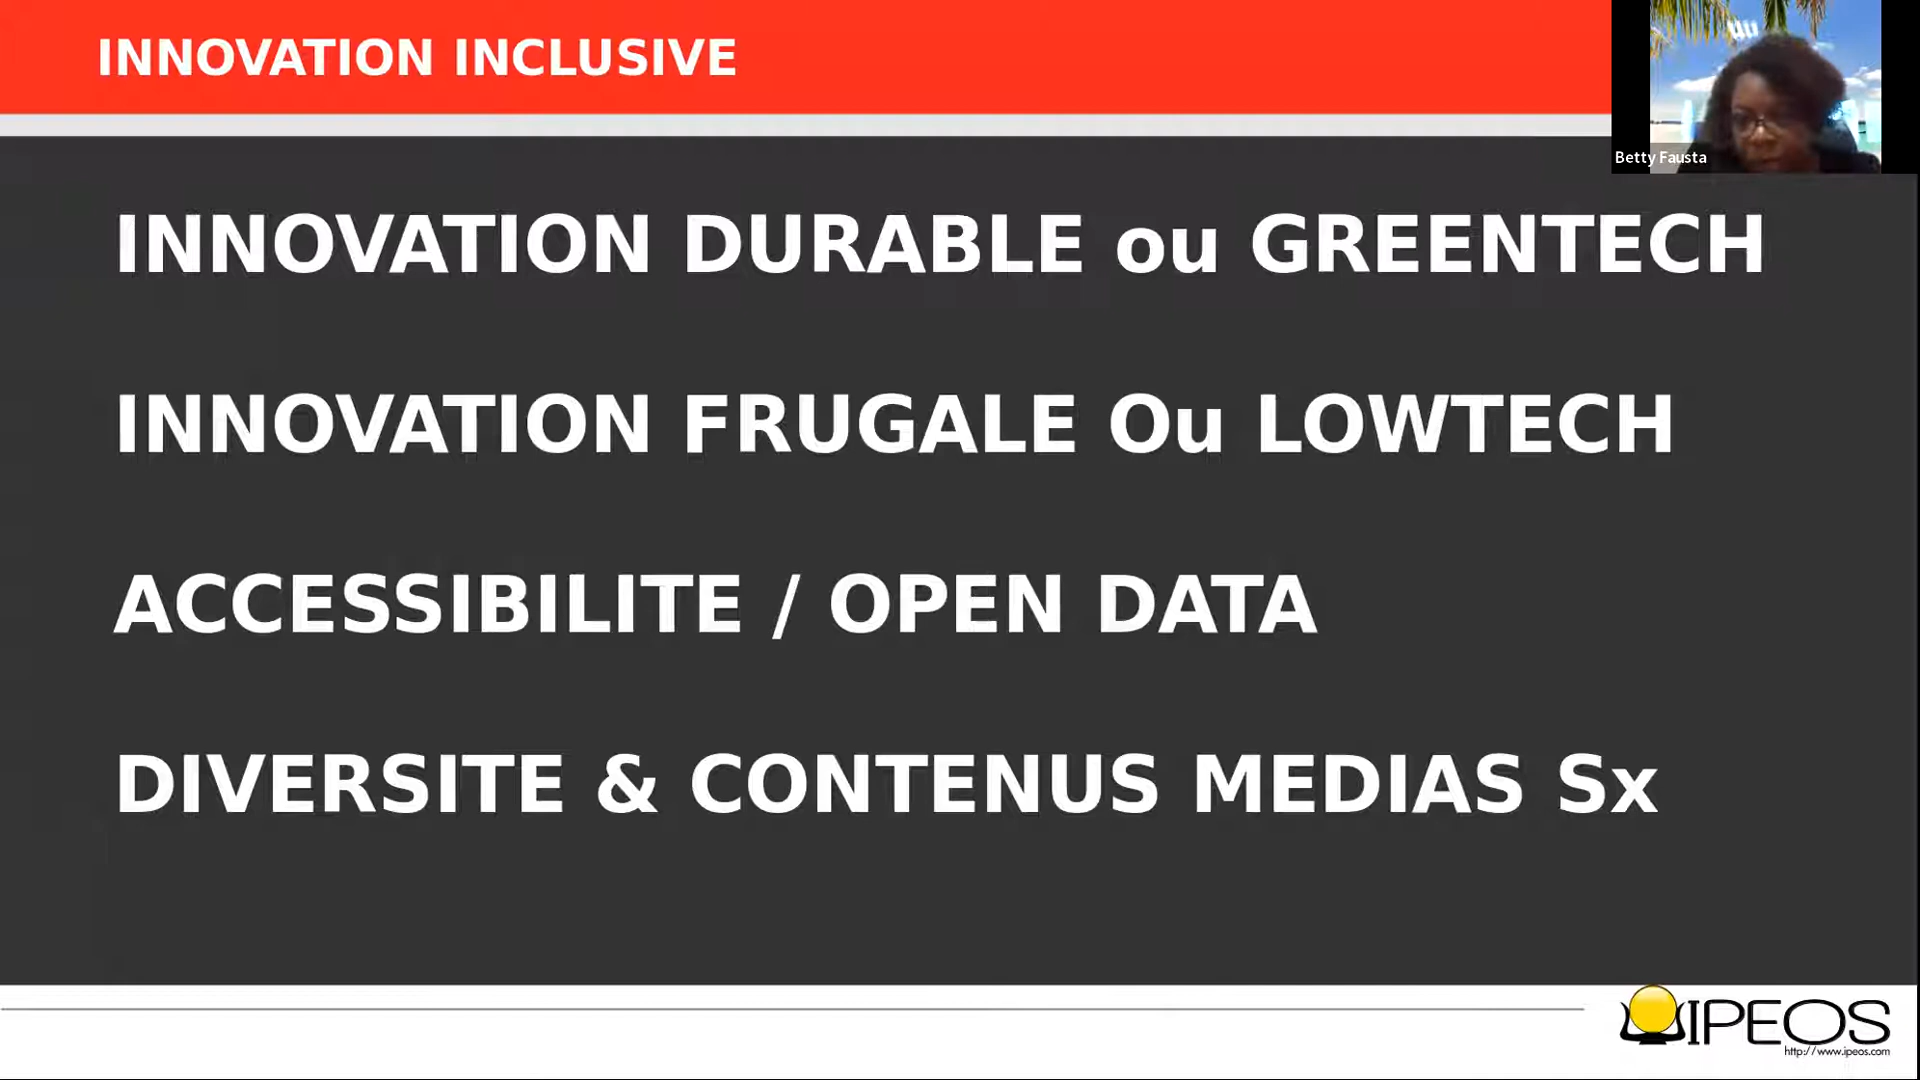 INNOVATION INCLUSIVE
Betty Fausta
INNOVATION DURABLE ou GREENTECH
INNOVATION FRUGALE Ou LOWTECH
ACCESSIBILITE / OPEN DATA
DIVERSITE & CONTENUS MEDIAS Sx
IPEOS
http://www.ipeos.com